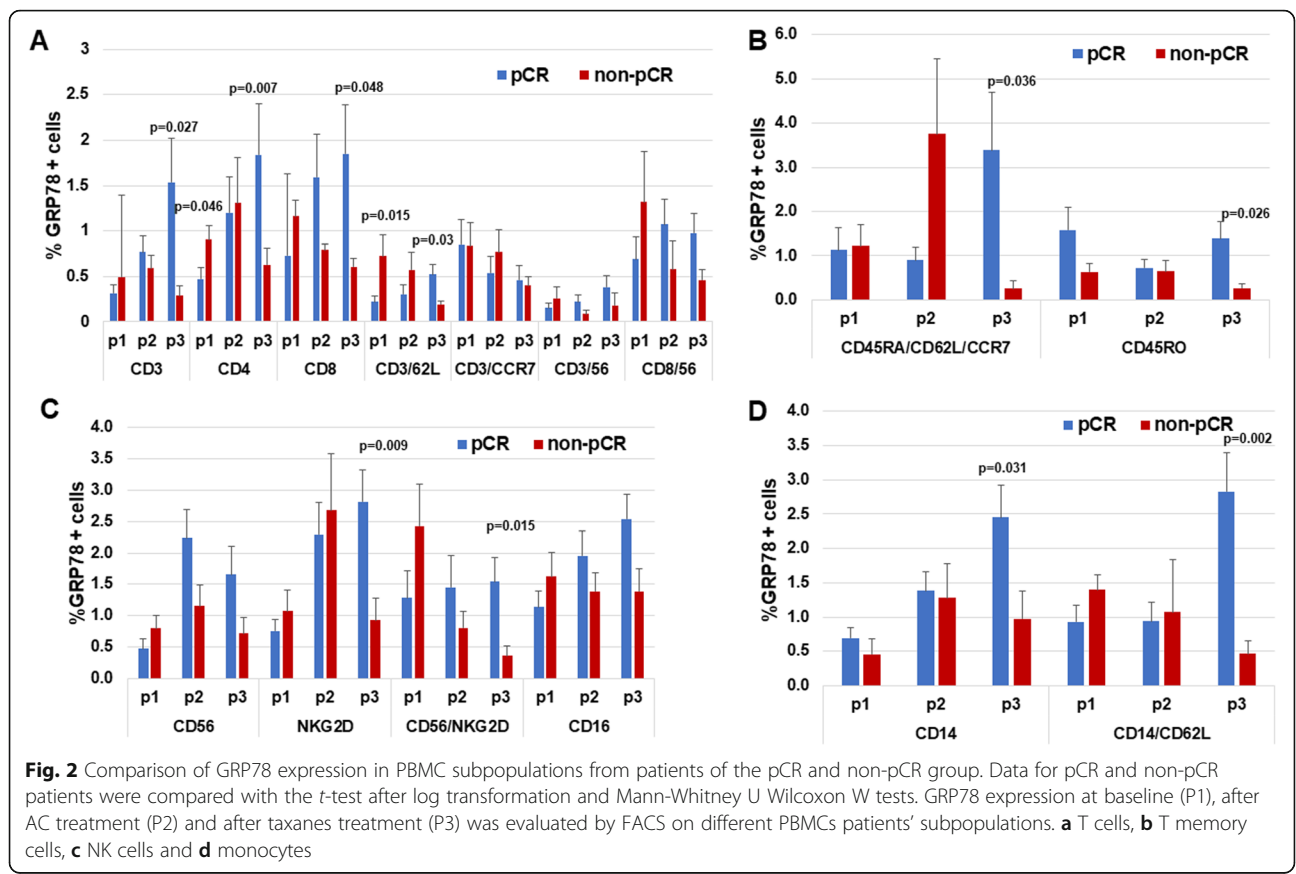 A
3
2.5
2
1.5
1
0.5
0
% GRP78 + cells
pCR non-pCR
p=0.027
p=0.046
p=0.007
p=0.048
p=0.015
p=0.03
p1 p2 p3 p1 p2 p3 p1 p2 p3 p1 p2 p3 p1 p2 p3 p1 p2 p3 p1 p2 p3
CD3 CD4 CD8 CD3/62L CD3/CCR7 CD3/56 CD8/56
B
6.0
5.0
4.0
3.0
2.0
1.0
0.0
%GRP78 + cells
pCR non-pCR
p=0.036
p=0.026
p1 p2 p3 p1 p2 p3
CD45RA/CD62L/CCR7 CD45RO
C
4.0
3.5
3.0
2.5
2.0
1.5
1.0
0.5
0.0
%GRP78 + cells
pCR non-pCR
p=0.009
p=0.015
p1 p2 p3 p1 p2 p3 p1 p2 p3 p1 p2 p3
CD56 NKG2D CD56/NKG2D CD16
D
4.0
3.5
3.0
2.5
2.0
1.5
1.0
0.5
0.0
%GRP78 + cells
pCR non-pCR
p=0.031
p=0.002
p1 p2 p3 p1 p2 p3
CD14 CD14/CD62L
Fig. 2 Comparison of GRP78 expression in PBMC subpopulations from patients of the pCR and non-pCR group. Data for pCR and non-pCR
patients were compared with the t-test after log transformation and Mann-Whitney U Wilcoxon W tests. GRP78 expression at baseline (P1), after
AC treatment (P2) and after taxanes treatment (P3) was evaluated by FACS on different PBMCs patients' subpopulations. a T cells, b T memory
cells, c NK cells and d monocytes